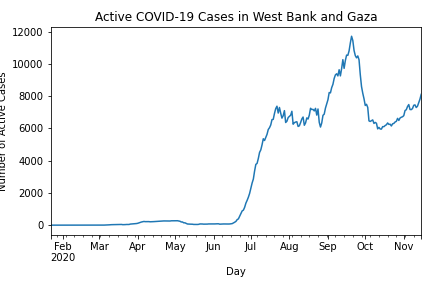 Active COVID-19 Cases in West Bank and Gaza
12000
10000
8000
6000
4000
2000
0
Number of Active Cases
Feb Mar Apr May Jun Jul Aug Sep Oct Nov
2020
Day